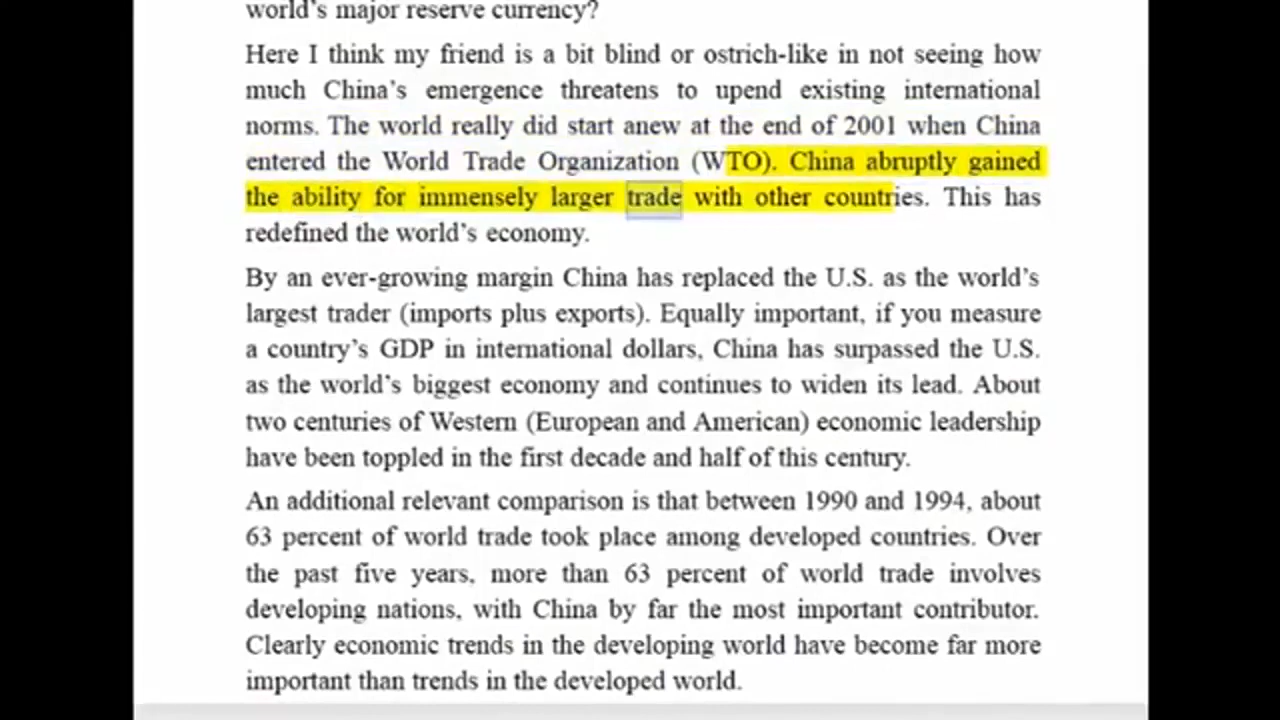 world's major reserve currency?
Here I think my friend is a bit blind or ostrich-like in not seeing how
much China's emergence threatens to upend existing international
norms. The world really did start anew at the end of 2001 when China
entered the World Trade Organization (WTO). China abruptly gained
the ability for immensely larger trade with other countries. This has
redefined the world's economy.
By an ever-growing margin China has replaced the U.S. as the world's
largest trader (imports plus exports). Equally important, if you measure
a country's GDP in international dollars, China has surpassed the U.S.
as the world's biggest economy and continues to widen its lead. About
two centuries of Western (European and American) economic leadership
have been toppled in the first decade and half of this century.
An additional relevant comparison is that between 1990 and 1994, about
63 percent of world trade took place among developed countries. Over
the past five years, more than 63 percent of world trade involves
developing nations, with China by far the most important contributor.
Clearly economic trends in the developing world have become far more
important than trends in the developed world.